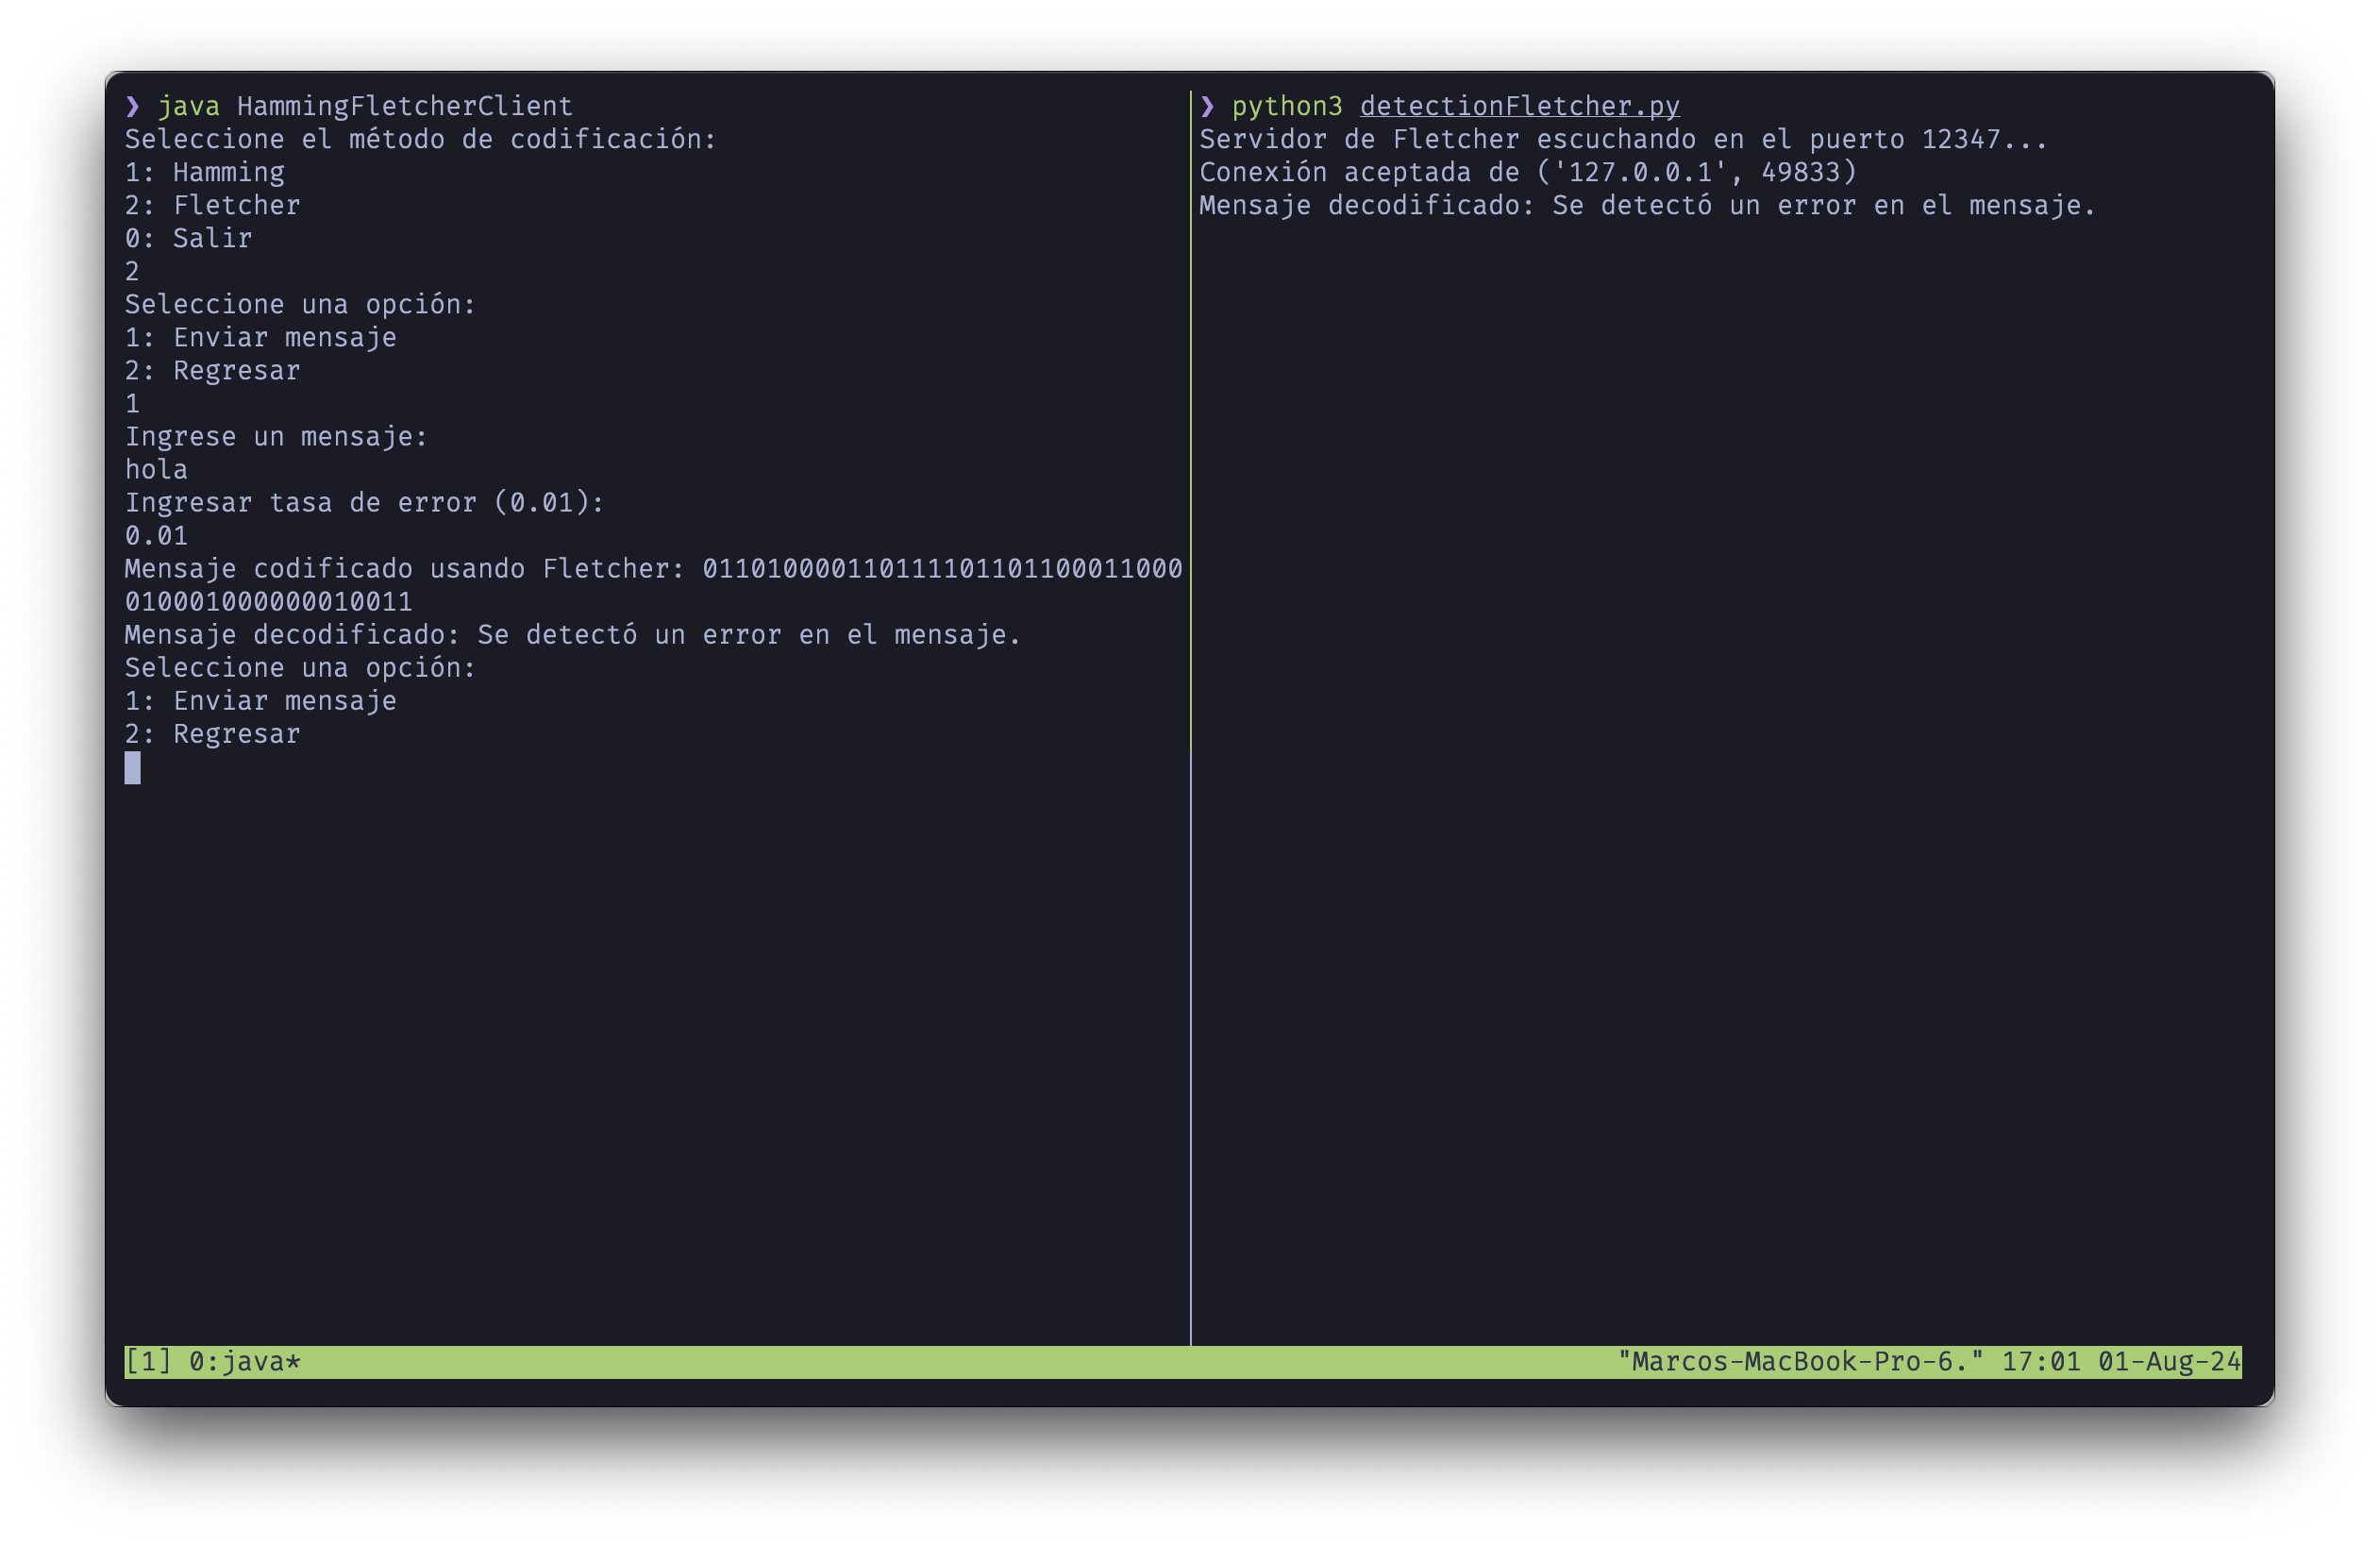 ❯ java HammingFletcherClient
Seleccione el método de codificación:
1: Hamming
2: Fletcher
0: Salir
2
Seleccione una opción:
1: Enviar mensaje
2: Regresar
1
Ingrese un mensaje:
hola
Ingresar tasa de error (0.01):
0.01
Mensaje codificado usando Fletcher: 011010000110111101101100011000
010001000000010011
Mensaje decodificado: Se detectó un error en el mensaje.
Seleccione una opción:
1: Enviar mensaje
2: Regresar
❯ python3 detectionFletcher.py
Servidor de Fletcher escuchando en el puerto 12347...
Conexión aceptada de ('127.0.0.1', 49833)
Mensaje decodificado: Se detectó un error en el mensaje.
[1] 0:java* "Marcos-MacBook-Pro-6." 17:01 01-Aug-24